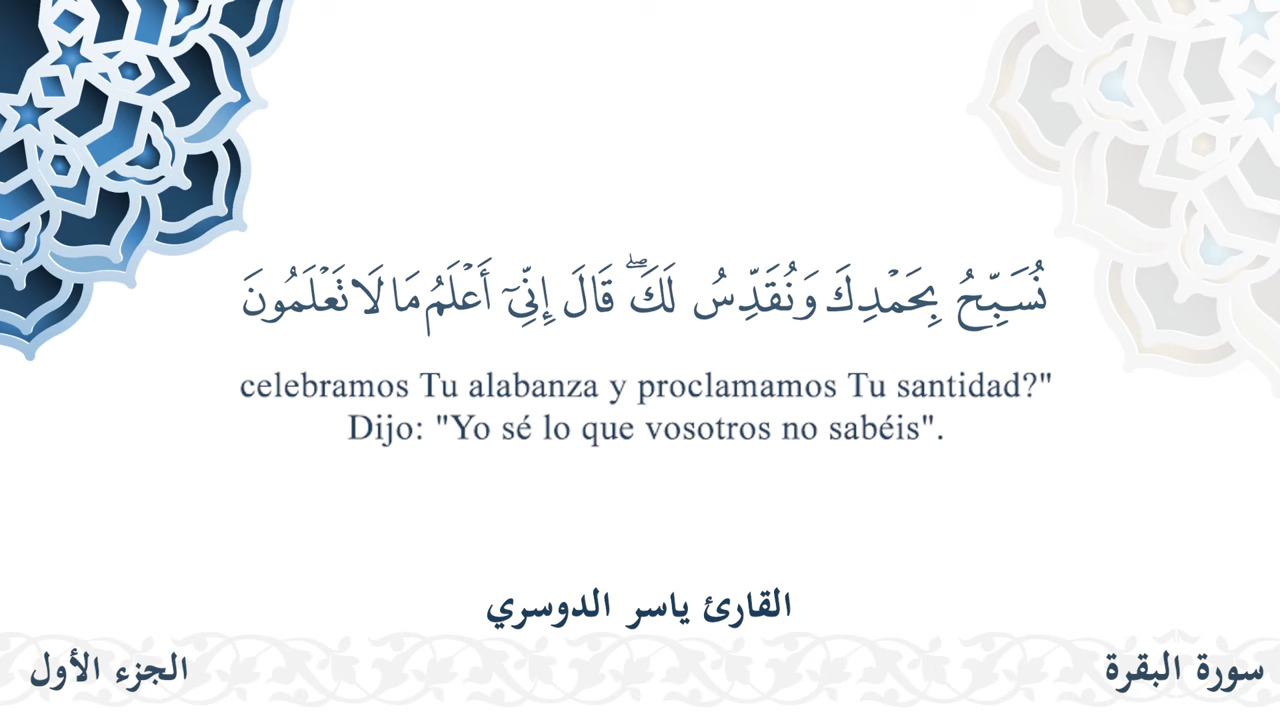 نُسَبِّحُ بِحَمۡدِكَ وَنُقَدِّسُ لَكَۖ قَالَ إِنِّيٓ أَعۡلَمُ مَا لَا تَعۡلَمُونَ
celebramos Tu alabanza y proclamamos Tu santidad?"
Dijo: "Yo sé lo que vosotros no sabéis".
القارئ ياسر الدوسري
سورة البقرة
الجزء الأول